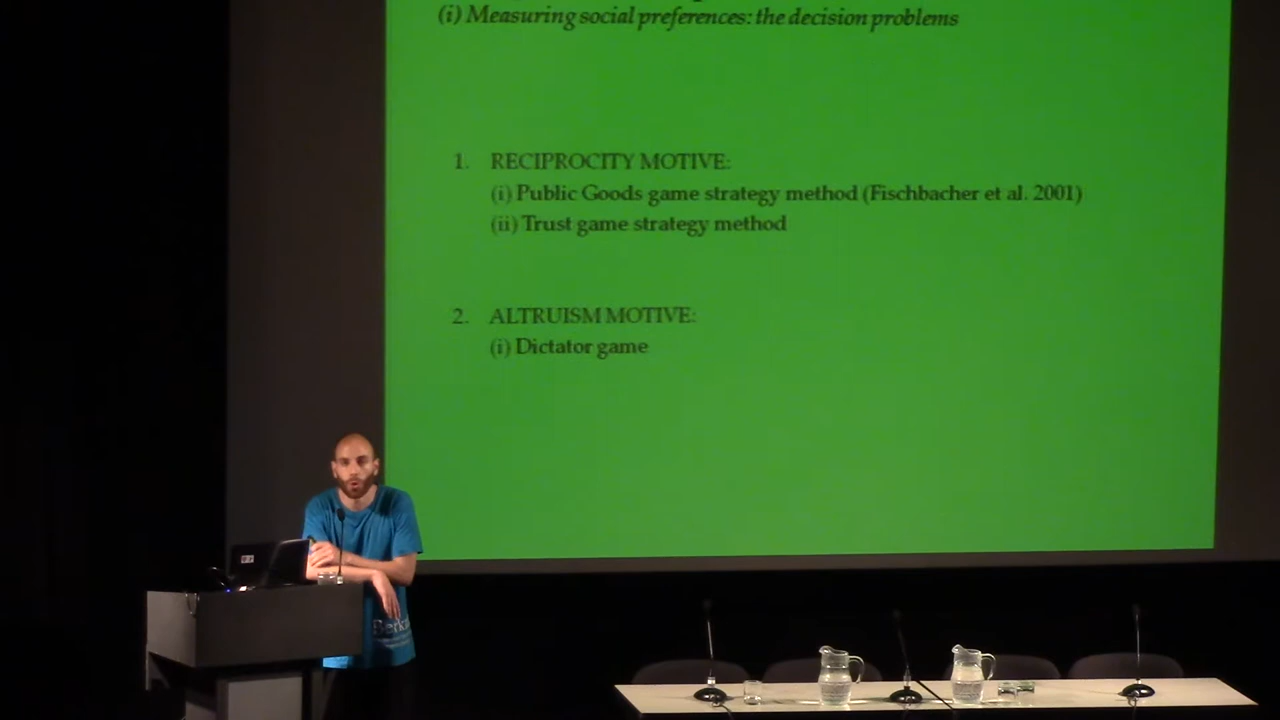 (i) Measuring social preferences: the decision problems
1. RECIPROCITY MOTIVE:
(i) Public Goods game strategy method (Fischbacher et al. 2001)
(ii) Trust game strategy method
2. ALTRUISM MOTIVE:
(i) Dictator game